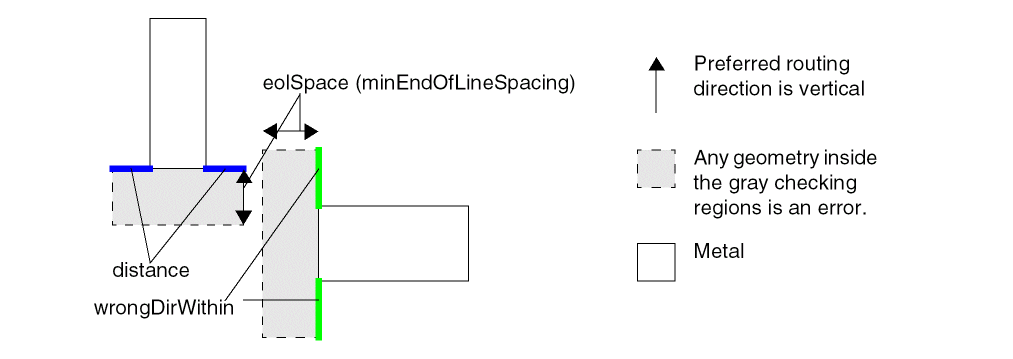 eolSpace (minEndOfLineSpacing)
distance
wrongDirWithin
Preferred routing
direction is vertical
Any geometry inside
the gray checking
regions is an error.
Metal